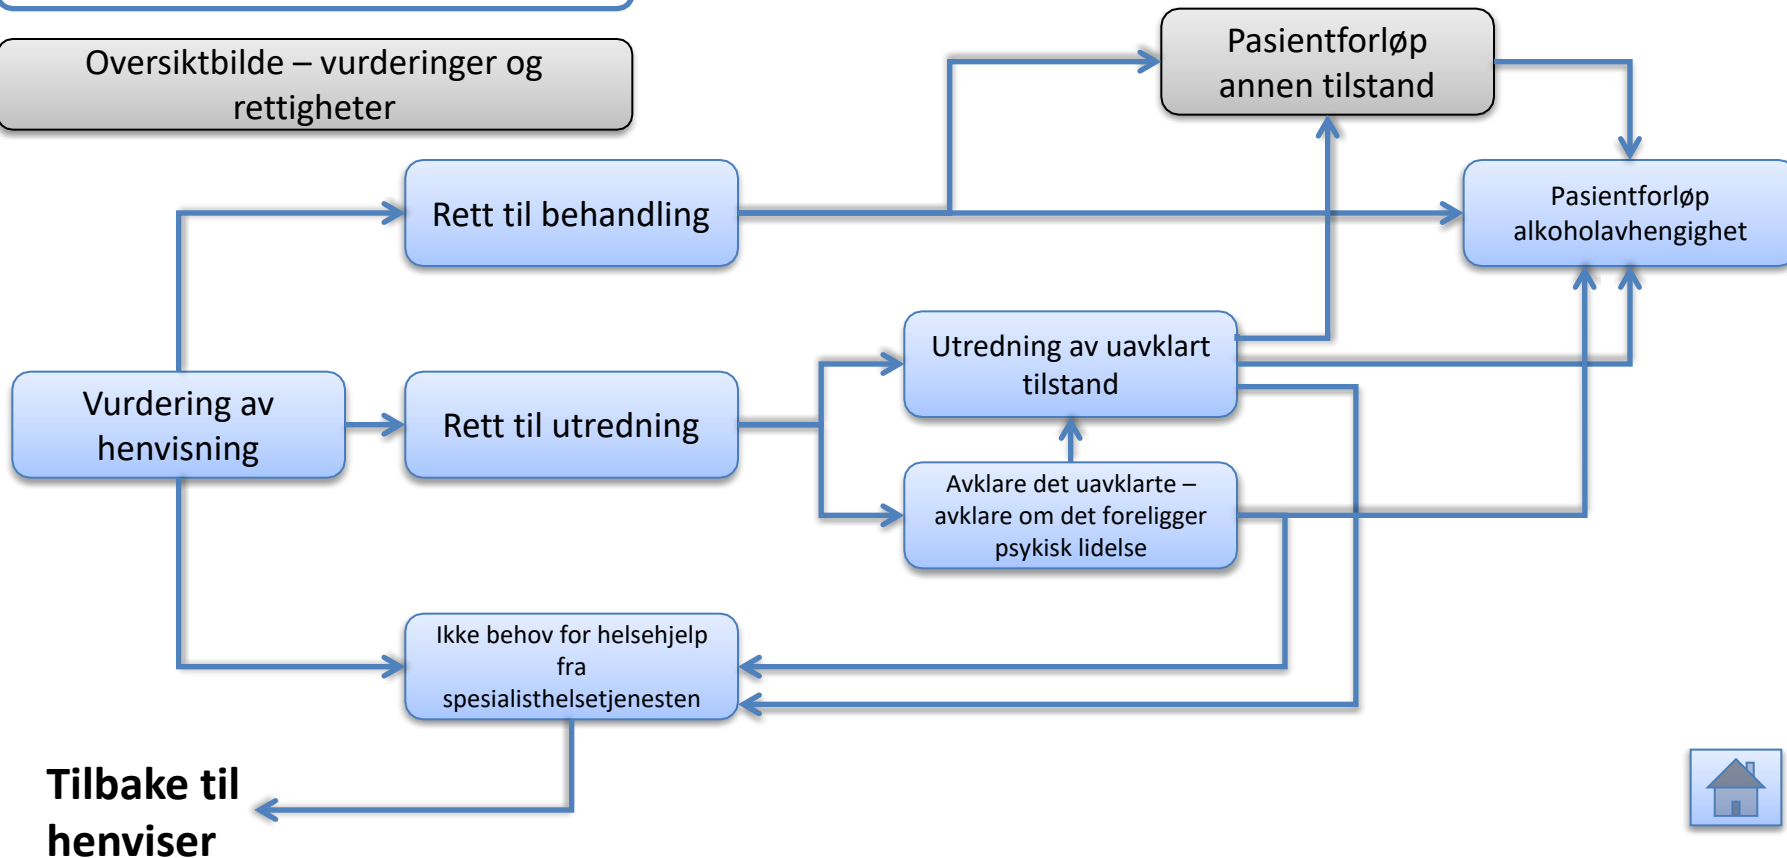 Oversiktbilde – vurderinger og
rettigheter
Pasientforløp
annen tilstand
Rett til behandling
Pasientforløp
alkoholavhengighet
Utredning av uavklart
tilstand
Vurdering av
henvisning
Rett til utredning
Avklare det uavklarte –
avklare om det foreligger
psykisk lidelse
Ikke behov for helsehjelp
fra
spesialisthelsetjenesten
Tilbake til
henviser